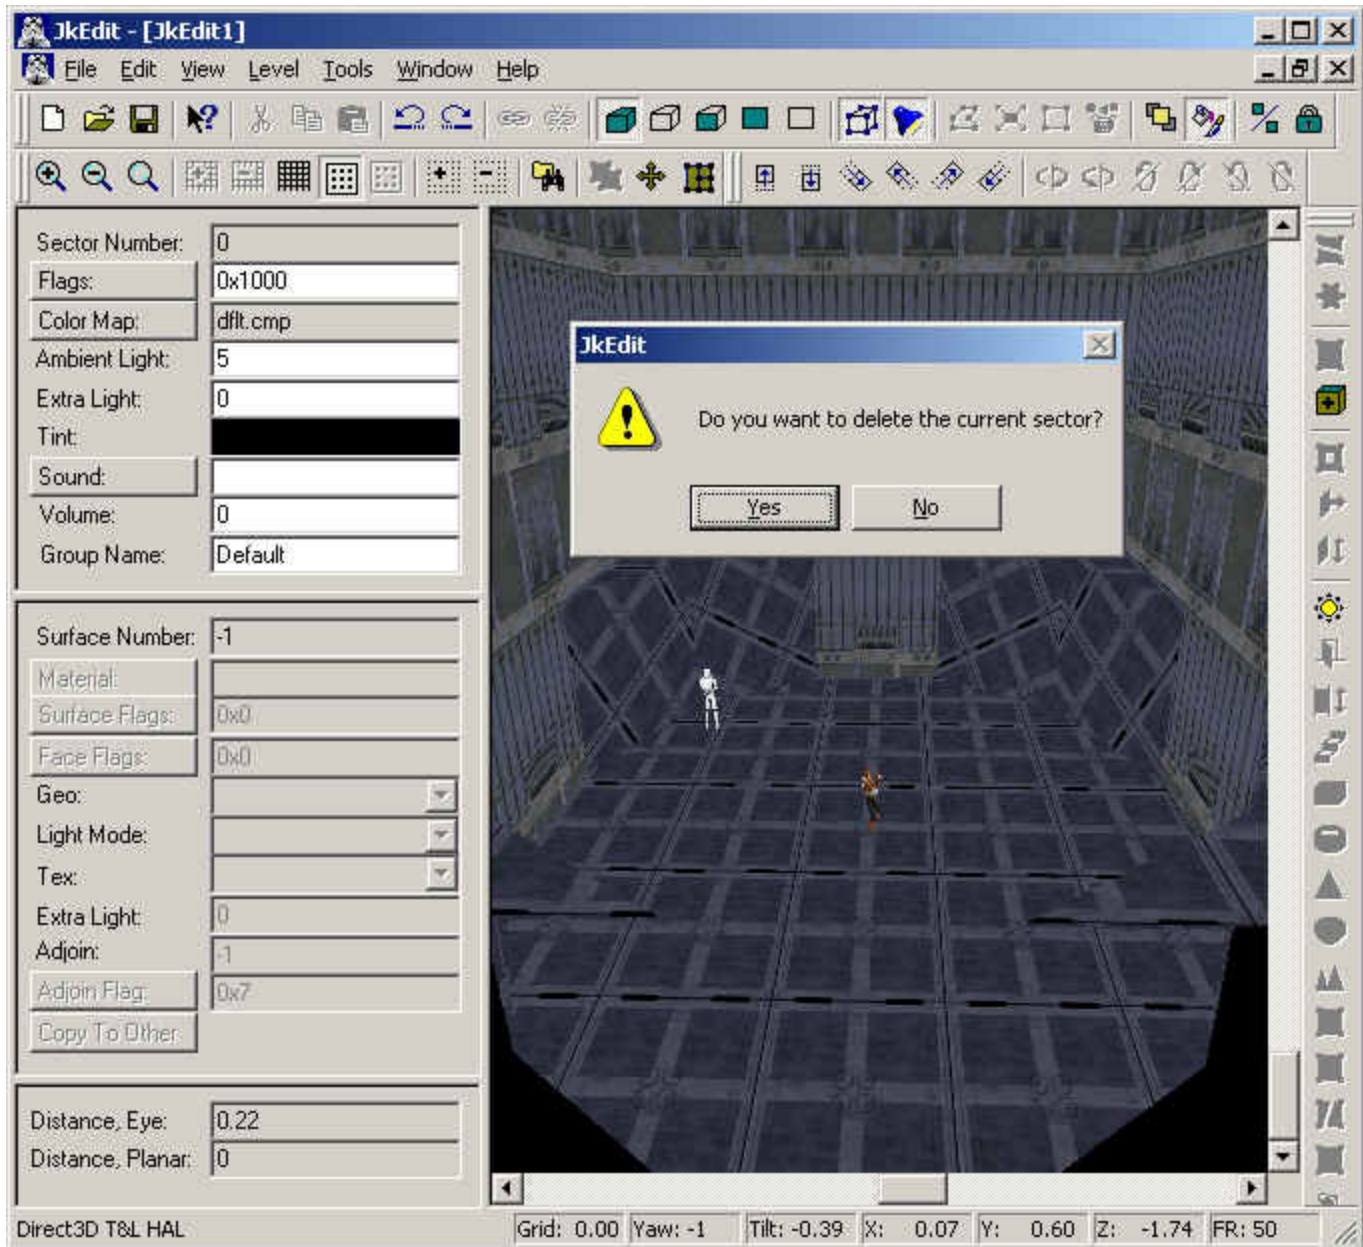 JkEdit - [JkEdit1]
File Edit View Level Tools Window Help
Sector Number: 0
Flags: 0x1000
Color Map: dflt.cmp
Ambient Light: 5
Extra Light: 0
Tint:
Sound:
Volume: 0
Group Name: Default
JkEdit
Do you want to delete the current sector?
Yes No
Surface Number: -1
Material:
Surface Flags: 0x0
Face Flags: 0x0
Geo:
Light Mode:
Tex:
Extra Light: 0
Adjoin: -1
Adjoin Flag: 0x7
Copy To Other
Distance, Eye: 0.22
Distance, Planar: 0
Direct3D T&L HAL Grid: 0.00 Yaw: -1 Tilt: -0.39 X: 0.07 Y: 0.60 Z: -1.74 FR: 50